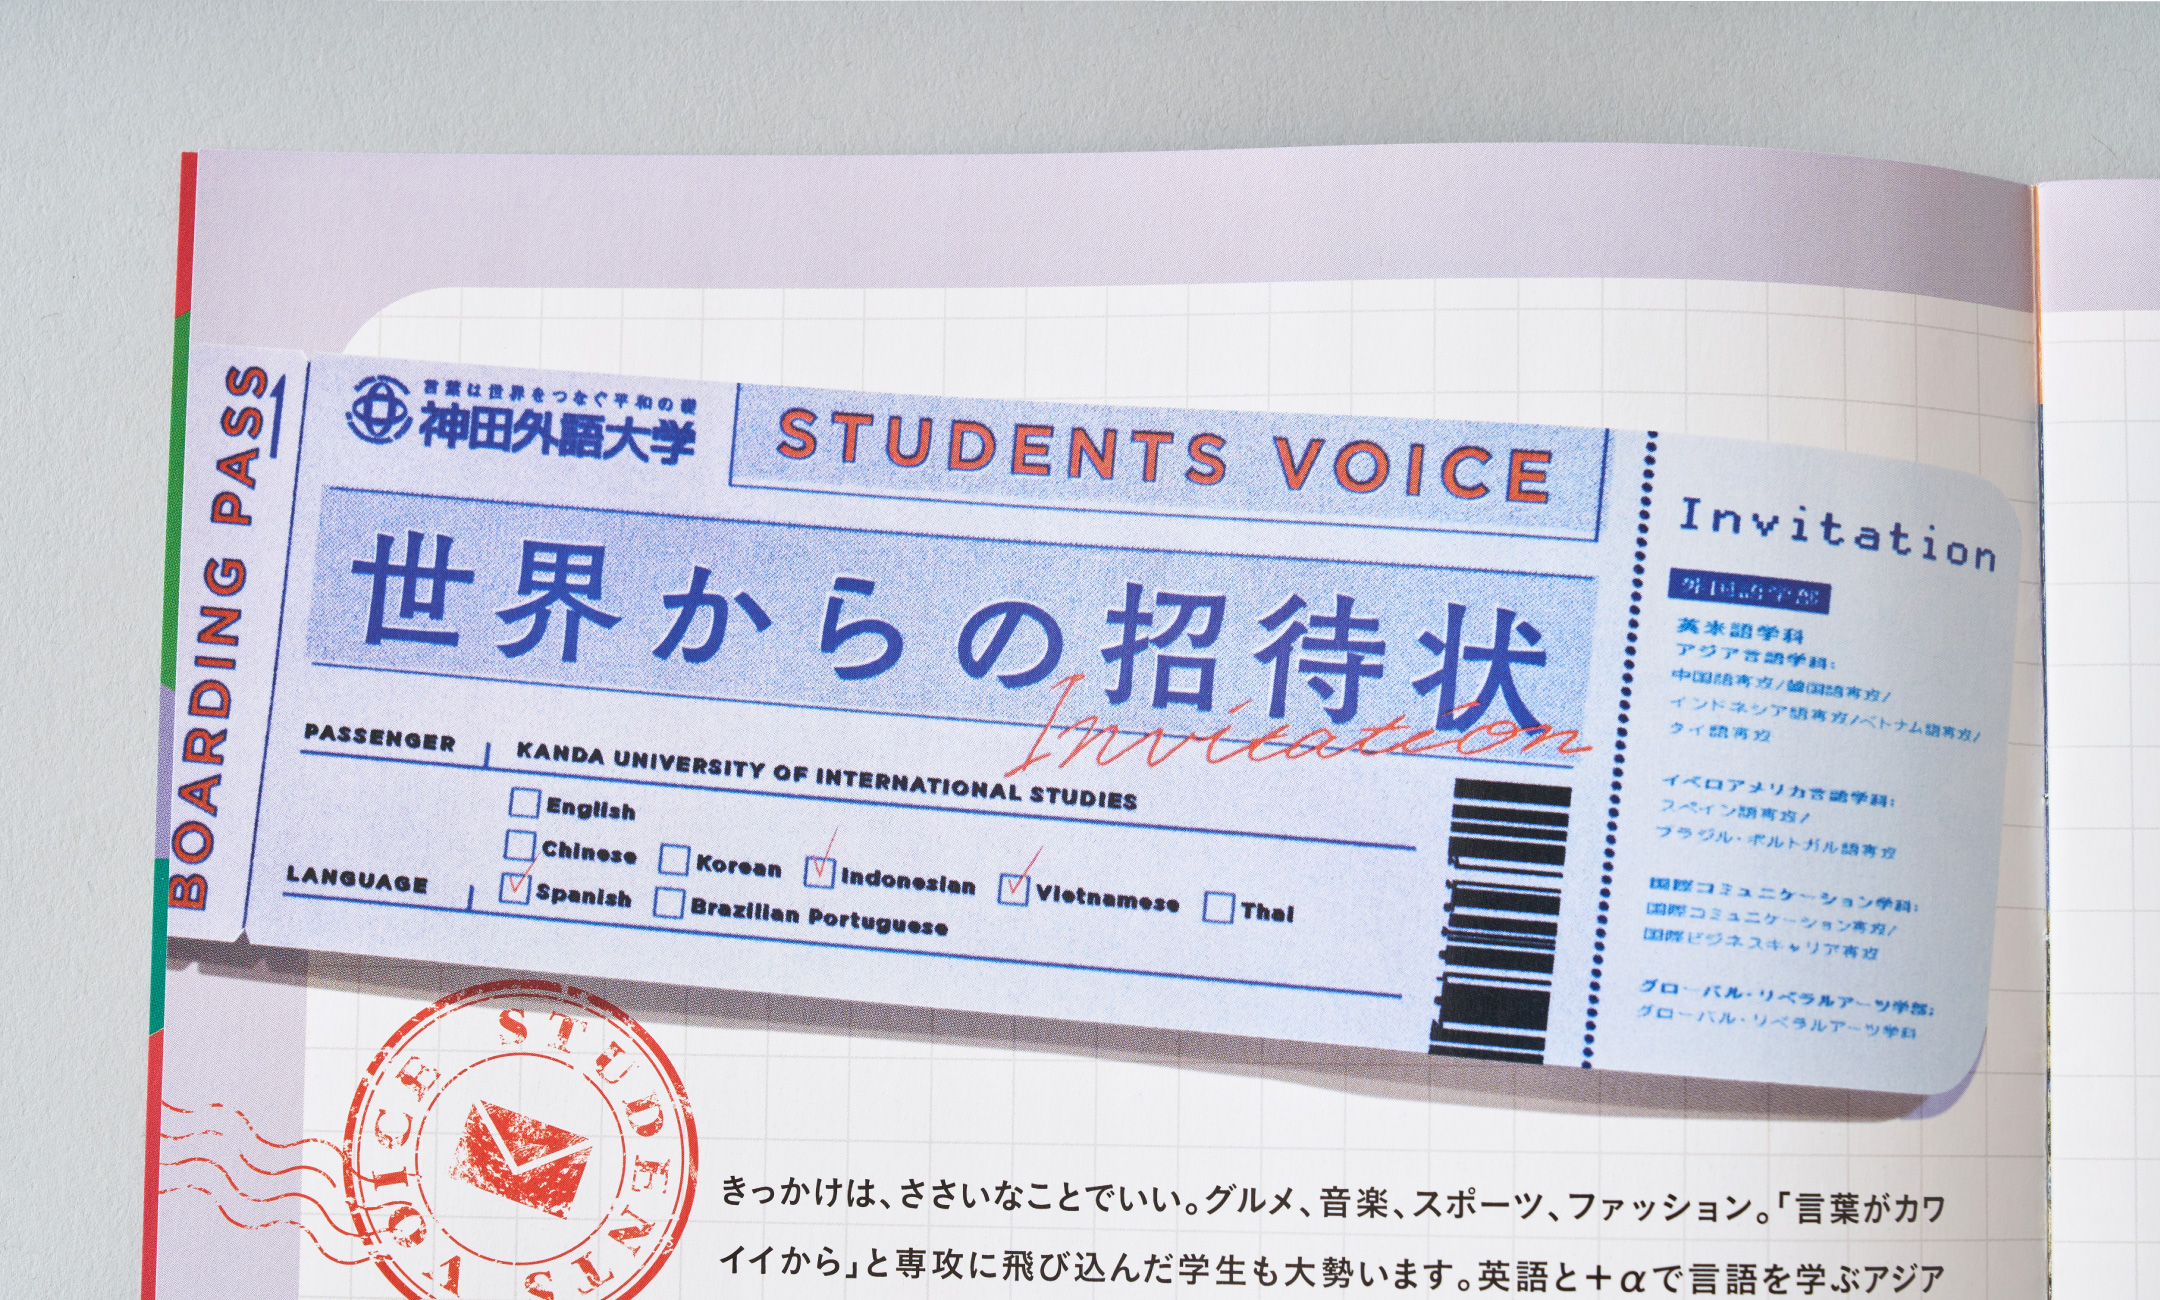 BOARDING PASS
言葉は世界をつなぐ平和の礎
神田外語大学
STUDENTS VOICE
世界からの招待状
Invitation
PASSENGER KANDA UNIVERSITY OF INTERNATIONAL STUDIES
LANGUAGE
English
Chinese Korean Indonesian Vietnamese Thai
Spanish Brazilian Portuguese
Invitation
外国語学部
英米語学科
アジア言語学科:
中国語専攻/韓国語専攻/
インドネシア語専攻/ベトナム語専攻/
タイ語専攻
イベロアメリカ言語学科:
スペイン語専攻/
ブラジル・ポルトガル語専攻
国際コミュニケーション学科:
国際コミュニケーション専攻/
国際ビジネスキャリア専攻
グローバル・リベラルアーツ学部:
グローバル・リベラルアーツ学科
STUDENTS VOICE
きっかけは、ささいなことでいい。グルメ、音楽、スポーツ、ファッション。「言葉がカワ
イイから」と専攻に飛び込んだ学生も大勢います。英語と+αで言語を学ぶアジア